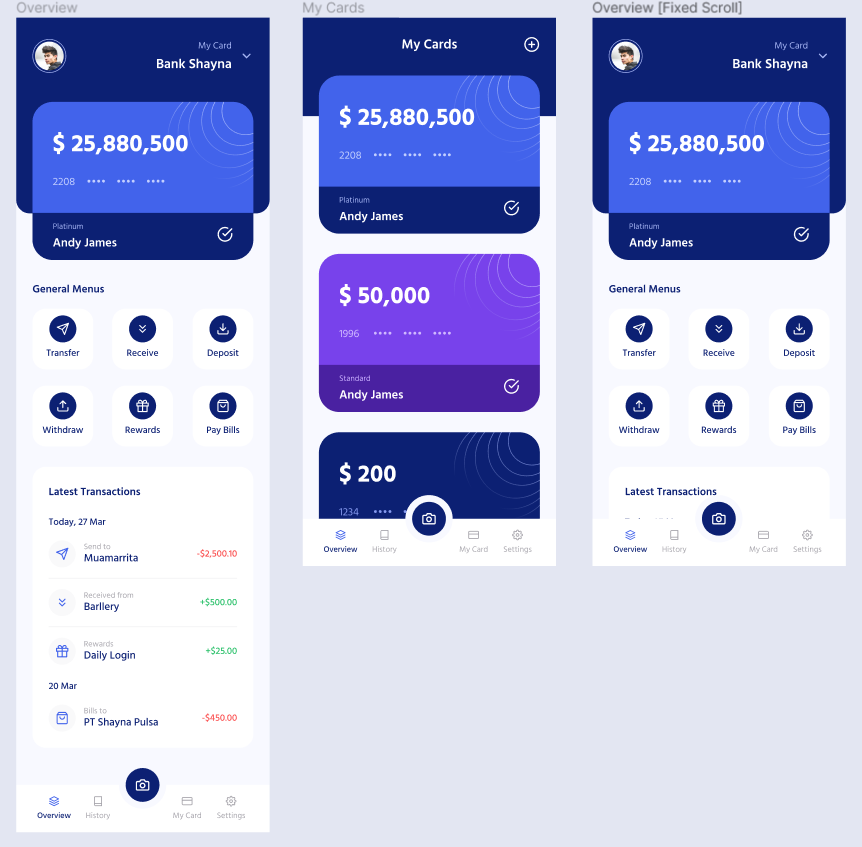 Overview
My Card
Bank Shayna
$ 25,880,500
2208 •••• •••• ••••
Platinum
Andy James
General Menus
Transfer Receive Deposit
Withdraw Rewards Pay Bills
Latest Transactions
Today, 27 Mar
Send to
Muamarrita -$2,500.10
Received from
Barllery +$500.00
Rewards
Daily Login +$25.00
20 Mar
Bills to
PT Shayna Pulsa -$450.00
Overview History My Card Settings
My Cards
My Cards
$ 25,880,500
2208 •••• •••• ••••
Platinum
Andy James
$ 50,000
1996 •••• •••• ••••
Standard
Andy James
$ 200
1234 ••••
Overview History My Card Settings
Overview [Fixed Scroll]
My Card
Bank Shayna
$ 25,880,500
2208 •••• •••• ••••
Platinum
Andy James
General Menus
Transfer Receive Deposit
Withdraw Rewards Pay Bills
Latest Transactions
Overview History My Card Settings